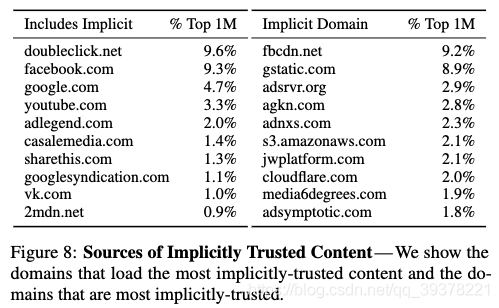 Includes Implicit % Top 1M Implicit Domain % Top 1M
doubleclick.net 9.6% fbcdn.net 9.2%
facebook.com 9.3% gstatic.com 8.9%
google.com 4.7% adsrvr.org 2.9%
youtube.com 3.3% agkn.com 2.8%
adlegend.com 2.0% adnxs.com 2.3%
casalemedia.com 1.4% s3.amazonaws.com 2.1%
sharethis.com 1.3% jwplatform.com 2.1%
googlesyndication.com 1.1% cloudflare.com 2.0%
vk.com 1.0% media6degrees.com 1.9%
2mdn.net 0.9% adsymptotic.com 1.8%
Figure 8: Sources of Implicitly Trusted Content—We show the
domains that load the most implicitly-trusted content and the do-
mains that are most implicitly-trusted.
https://blog.csdn.net/qq_39378221